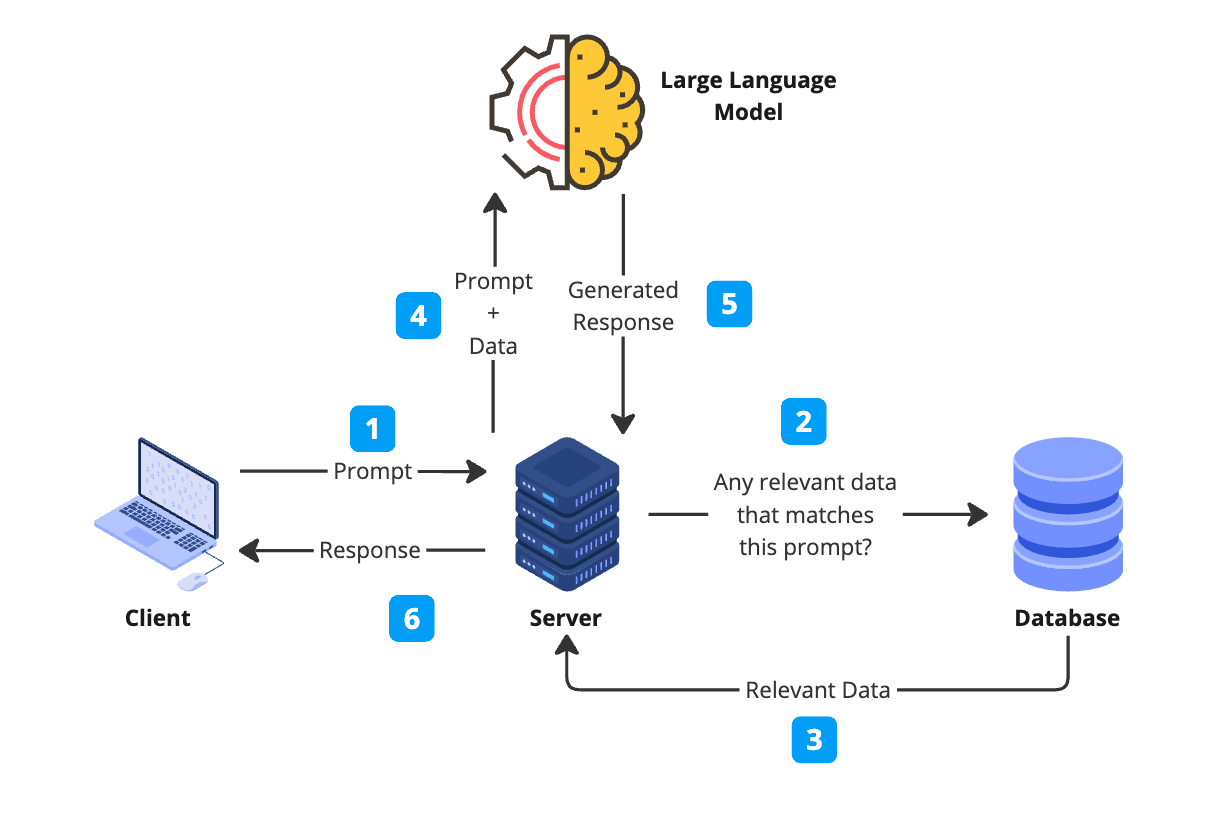 Large Language
Model
Prompt
+
Data
4
Generated
Response
5
1
Prompt
2
Any relevant data
that matches
this prompt?
Response
6
Client
Server
Database
Relevant Data
3